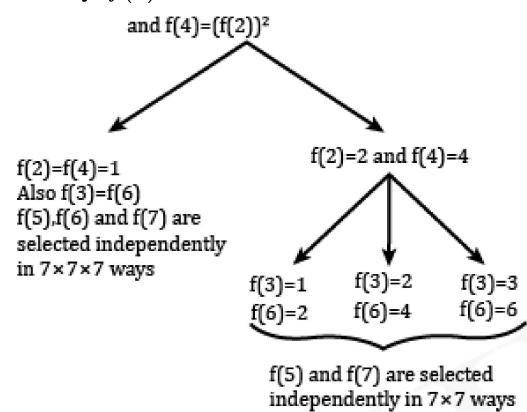 and f(4)=(f(2))²
f(2)=f(4)=1
Also f(3)=f(6)
f(5),f(6) and f(7) are
selected independently
in 7×7×7 ways
f(2)=2 and f(4)=4
f(3)=1 f(3)=2 f(3)=3
f(6)=2 f(6)=4 f(6)=6
f(5) and f(7) are selected
independently in 7×7 ways